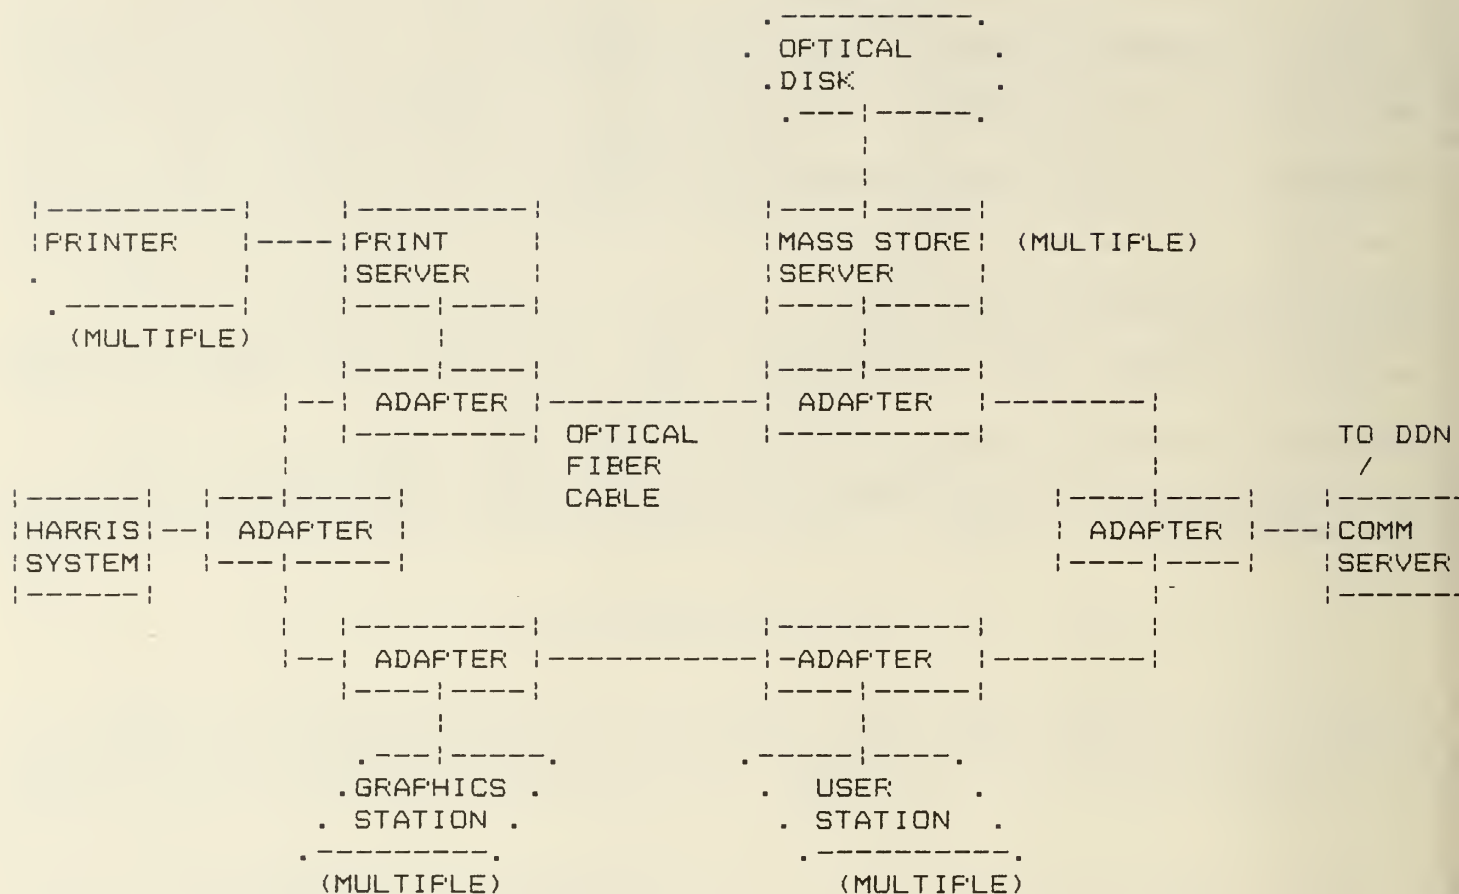 OPTICAL
DISK
PRINTER
PRINT
SERVER
MASS STORE
SERVER
(MULTIPLE)
(MULTIPLE)
ADAPTER
ADAPTER
OPTICAL
FIBER
CABLE
TO DDN
/
HARRIS
SYSTEM
ADAPTER
ADAPTER
COMM
SERVER
ADAPTER
-ADAPTER
GRAPHICS
STATION
(MULTIPLE)
USER
STATION
(MULTIPLE)